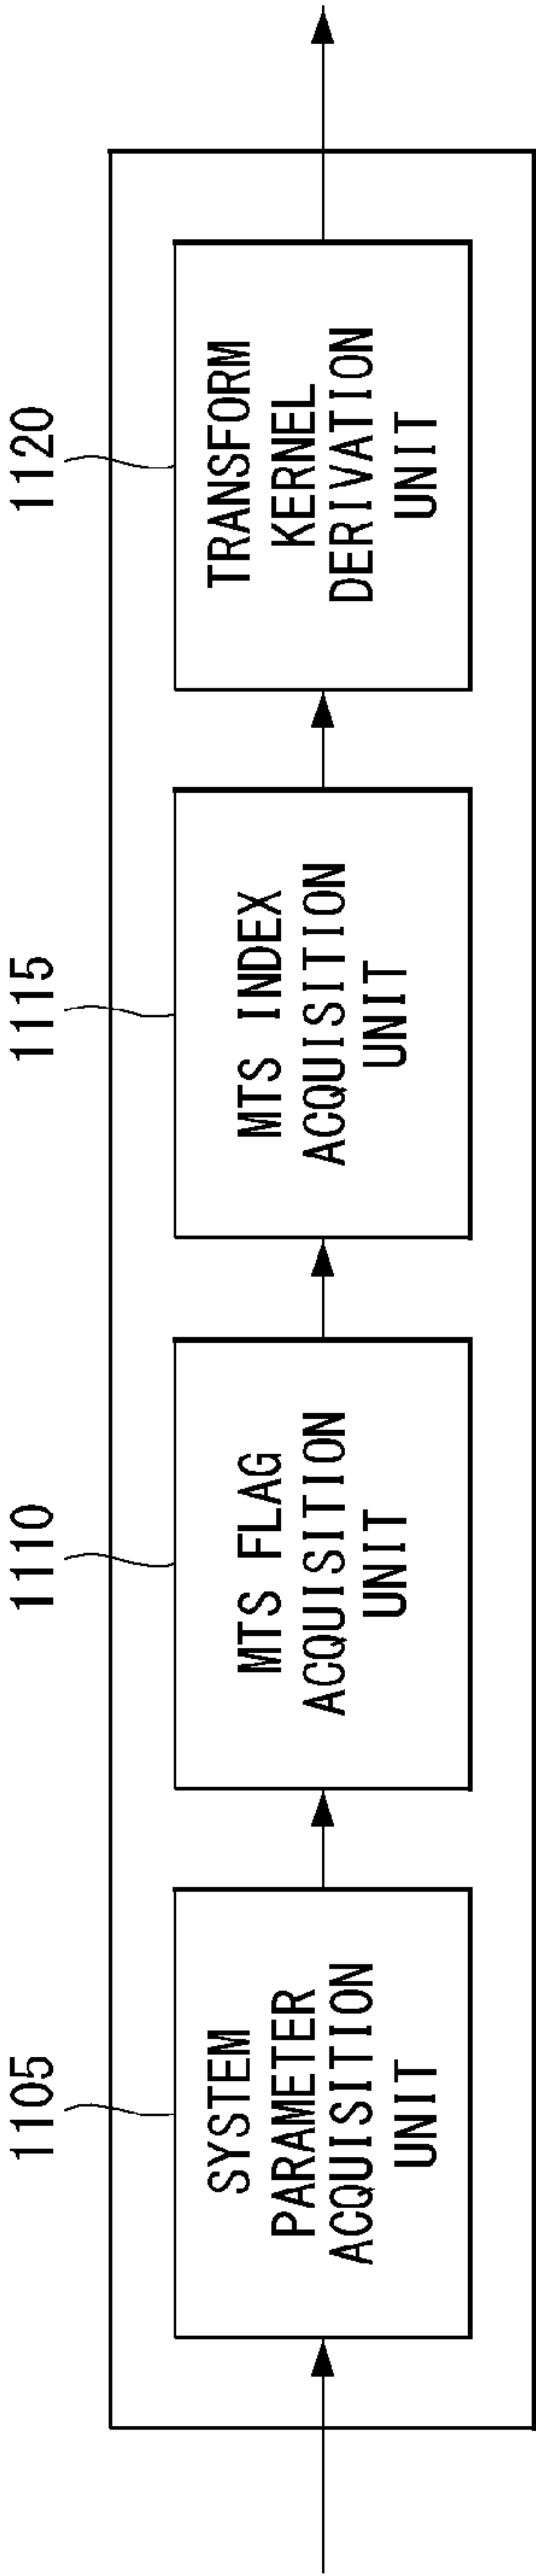 1105
SYSTEM
PARAMETER
ACQUISITION
UNIT
1110
MTS FLAG
ACQUISITION
UNIT
1115
MTS INDEX
ACQUISITION
UNIT
1120
TRANSFORM
KERNEL
DERIVATION
UNIT